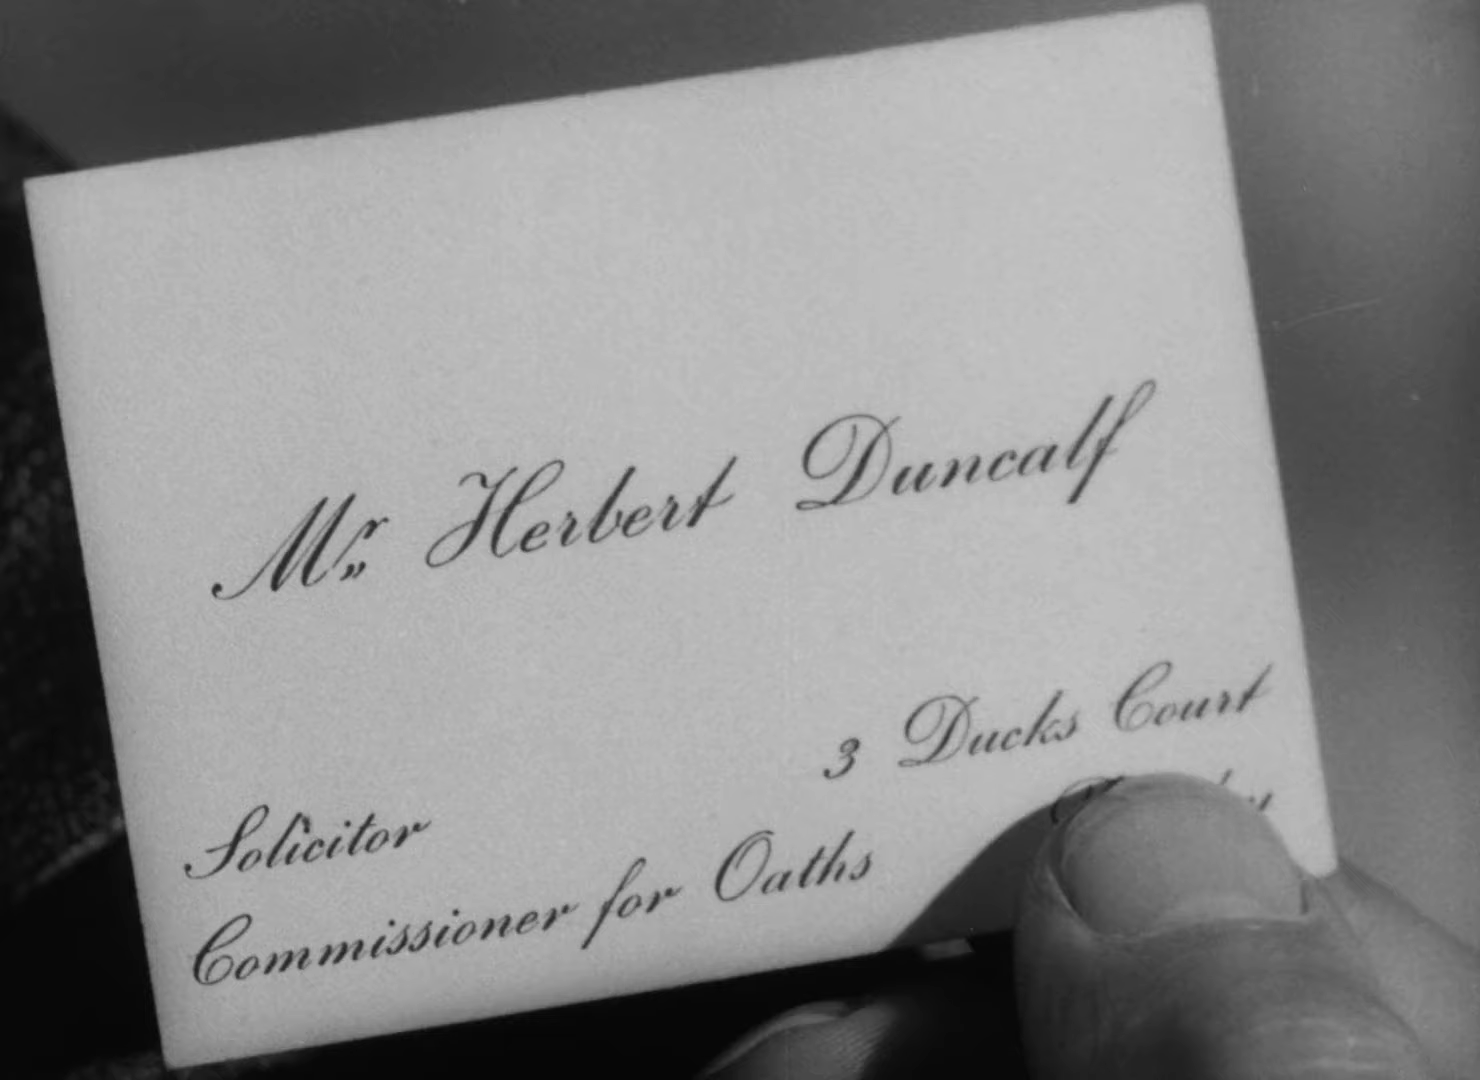 Mr. Herbert Duncalf
3 Ducks Court
Solicitor
Commissioner for Oaths